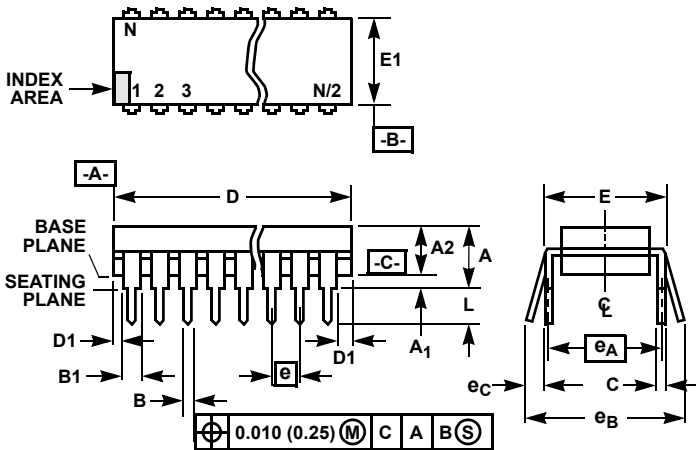 N
E1
INDEX
AREA
1 2 3 N/2
-B-
-A-
D
E
BASE
PLANE
A2
A
-C-
SEATING
PLANE
L
℄
D1
A1
D1
eA
B1
e
eC
C
B
eB
0.010 (0.25) Ⓜ C A B Ⓢ